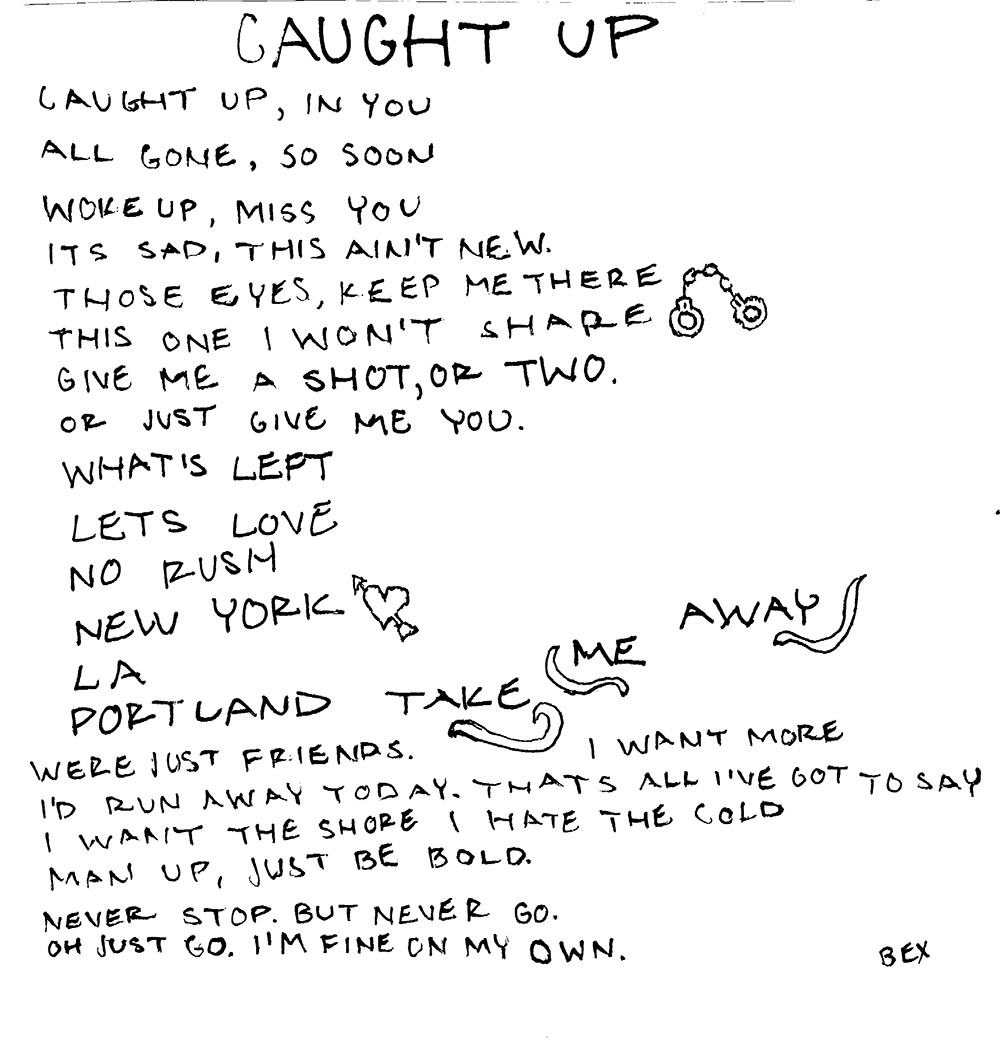 CAUGHT UP
CAUGHT UP, IN YOU
ALL GONE, SO SOON
WOKE UP, MISS YOU
ITS SAD, THIS AIN'T NEW.
THOSE EYES, KEEP ME THERE
THIS ONE I WON'T SHARE
GIVE ME A SHOT, OR TWO.
OR JUST GIVE ME YOU.
WHAT'S LEFT
LETS LOVE
NO RUSH
NEW YORK
LA
PORTLAND TAKE ME AWAY
WERE JUST FRIENDS. I WANT MORE
I'D RUN AWAY TODAY. THATS ALL I'VE GOT TO SAY
I WANT THE SHORE I HATE THE COLD
MAN UP, JUST BE BOLD.
NEVER STOP. BUT NEVER GO.
OH JUST GO. I'M FINE ON MY OWN.
BEX